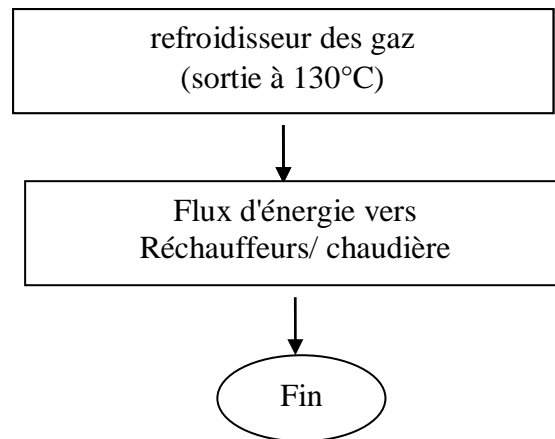 refroidisseur des gaz
(sortie à 130°C)
Flux d'énergie vers
Réchauffeurs/ chaudière
Fin